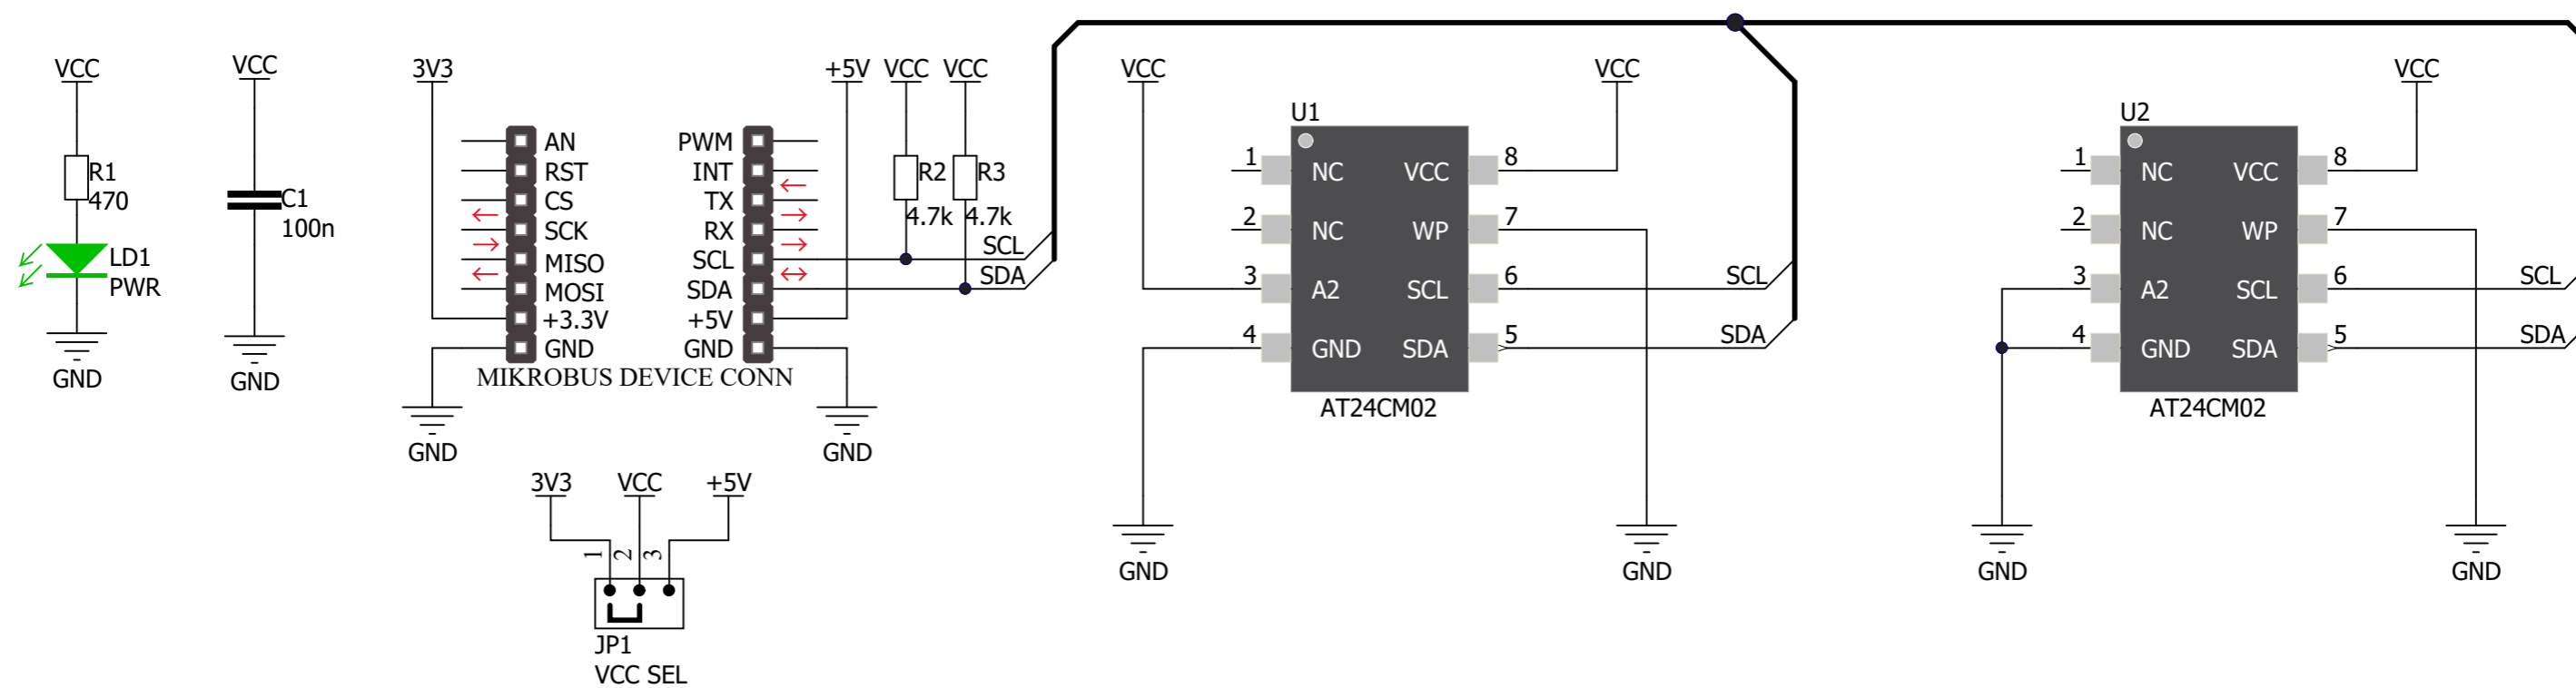 VCC
R1
470
LD1
PWR
GND
VCC
C1
100n
GND
3V3
AN
RST
CS
SCK
MISO
MOSI
+3.3V
GND
PWM
INT
TX
RX
SCL
SDA
+5V
GND
MIKROBUS DEVICE CONN
GND
+5V
GND
VCC
VCC
R2
R3
4.7k
4.7k
SCL
SDA
3V3
VCC
+5V
1
2
3
JP1
VCC SEL
VCC
VCC
U1
1
NC
VCC
8
2
NC
WP
7
3
A2
SCL
6
SCL
4
GND
SDA
5
SDA
AT24CM02
GND
GND
VCC
U2
1
NC
VCC
8
2
NC
WP
7
3
A2
SCL
6
SCL
4
GND
SDA
5
SDA
AT24CM02
GND
GND